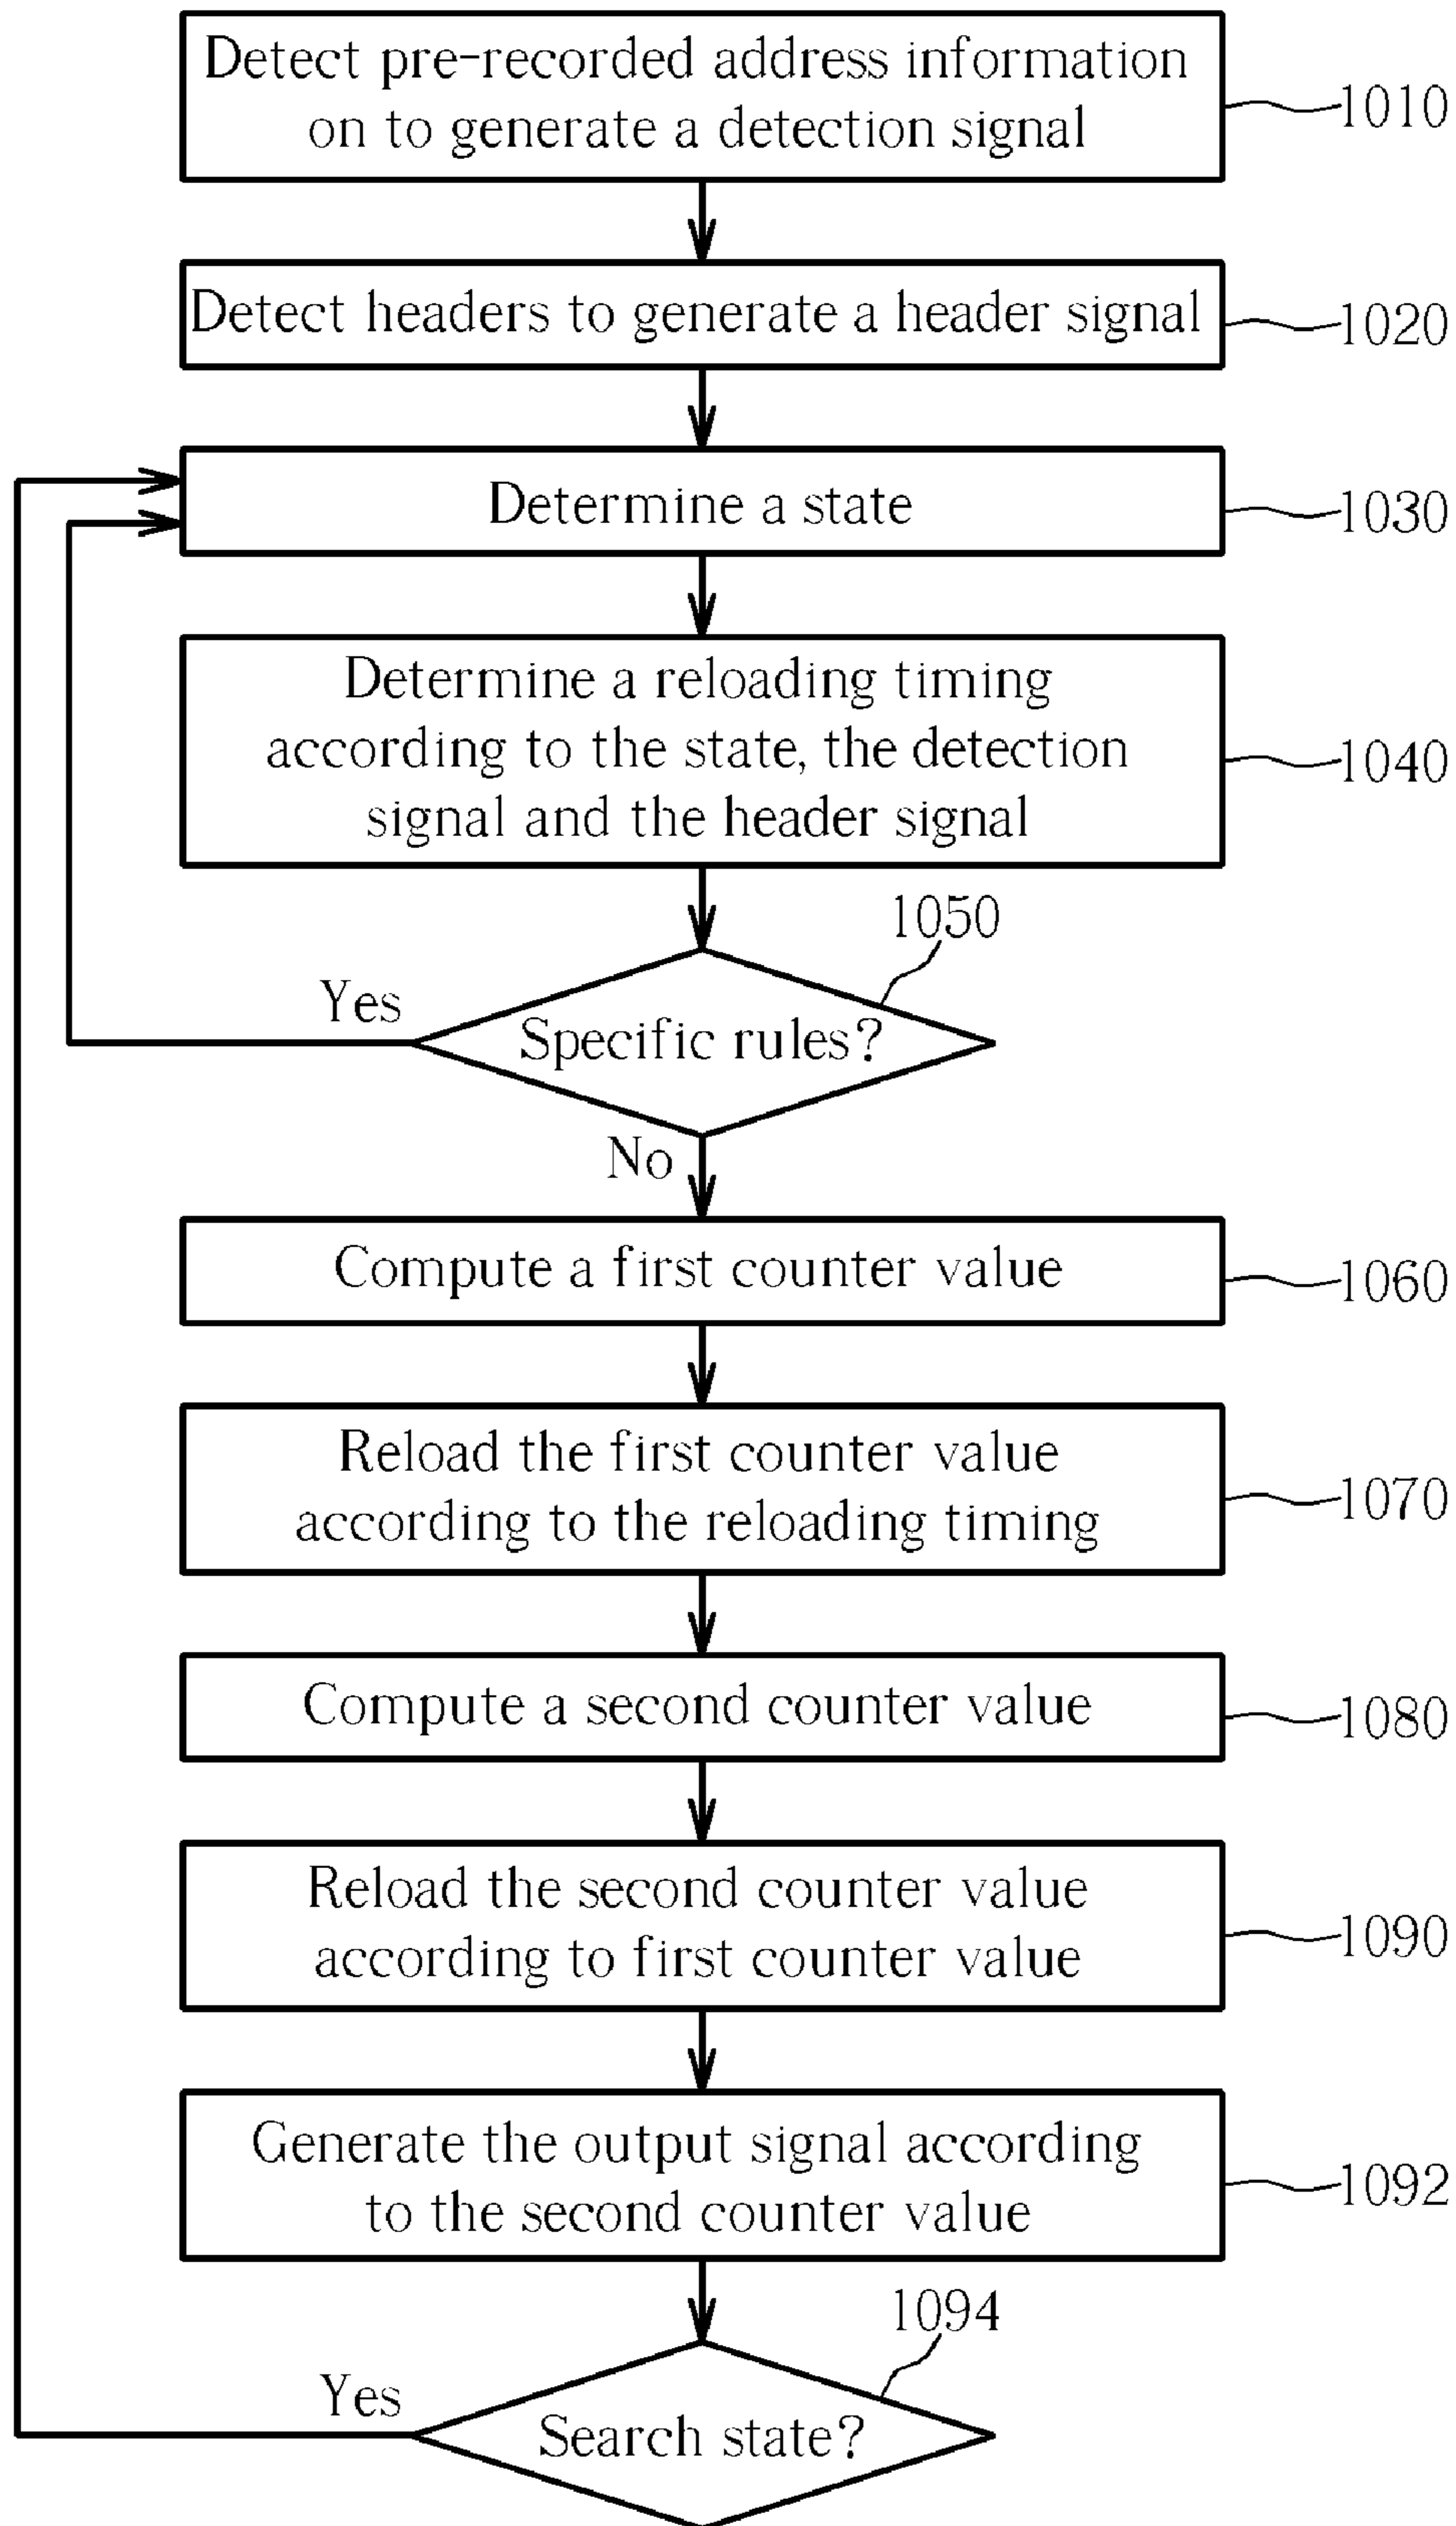 Detect pre-recorded address information
on to generate a detection signal
1010
Detect headers to generate a header signal
1020
Determine a state
1030
Determine a reloading timing
according to the state, the detection
signal and the header signal
1040
1050
Yes
Specific rules?
No
Compute a first counter value
1060
Reload the first counter value
according to the reloading timing
1070
Compute a second counter value
1080
Reload the second counter value
according to first counter value
1090
Generate the output signal according
to the second counter value
1092
1094
Yes
Search state?